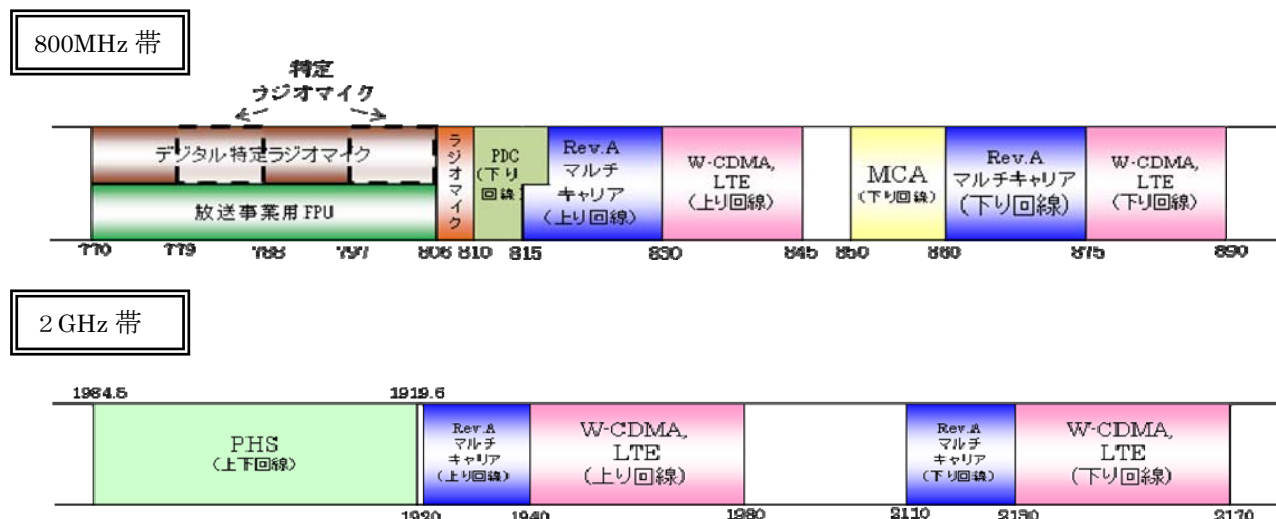 800MHz 帯
特定
ラジオマイク
デジタル特定ラジオマイク
放送事業用FPU
ラジオマイク
PDC
(下り
回線)
Rev.A
マルチ
キャリア
(上り回線)
W-CDMA,
LTE
(上り回線)
MCA
(下り回線)
Rev.A
マルチキャリア
(下り回線)
W-CDMA,
LTE
(下り回線)
770 779 788 797 806 810 815 830 845 850 860 875 890
２GHz 帯
1984.5 1919.6
PHS
(上下回線)
Rev.A
マルチ
キャリア
(上り回線)
W-CDMA,
LTE
(上り回線)
Rev.A
マルチ
キャリア
(下り回線)
W-CDMA,
LTE
(下り回線)
1920 1940 1980 2110 2130 2170